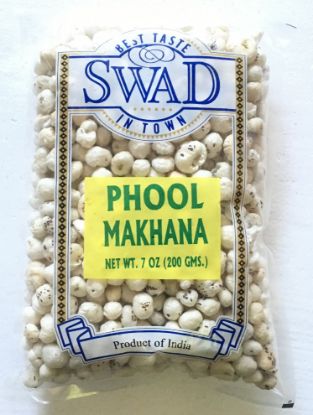 BEST TASTE
SWAD
IN TOWN
PHOOL
MAKHANA
NET WT. 7 OZ (200 GMS.)
Product of India